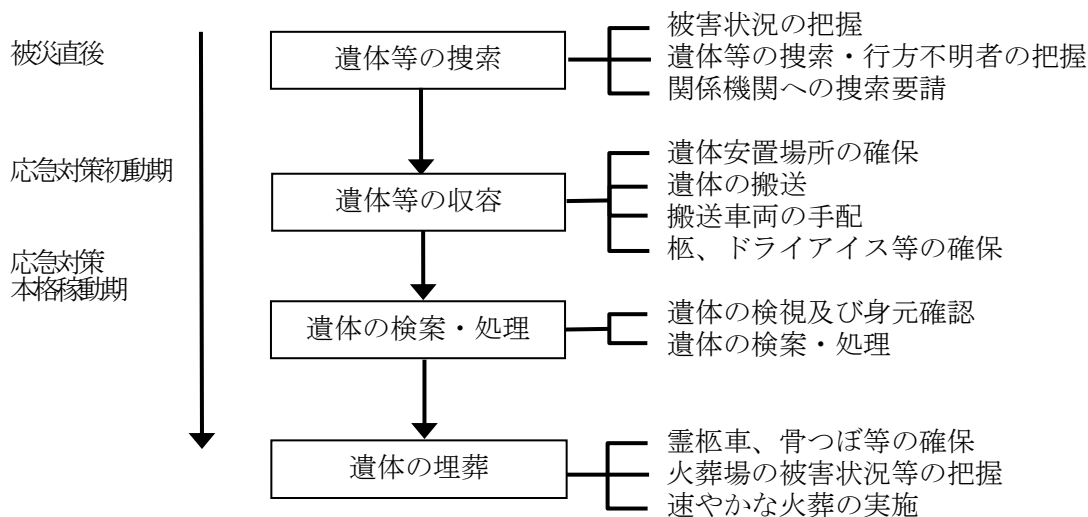 被災直後
遺体等の捜索
被害状況の把握
遺体等の捜索・行方不明者の把握
関係機関への捜索要請
応急対策初動期
遺体等の収容
遺体安置場所の確保
遺体の搬送
搬送車両の手配
柩、ドライアイス等の確保
応急対策
本格稼動期
遺体の検案・処理
遺体の検視及び身元確認
遺体の検案・処理
遺体の埋葬
霊柩車、骨つぼ等の確保
火葬場の被害状況等の把握
速やかな火葬の実施